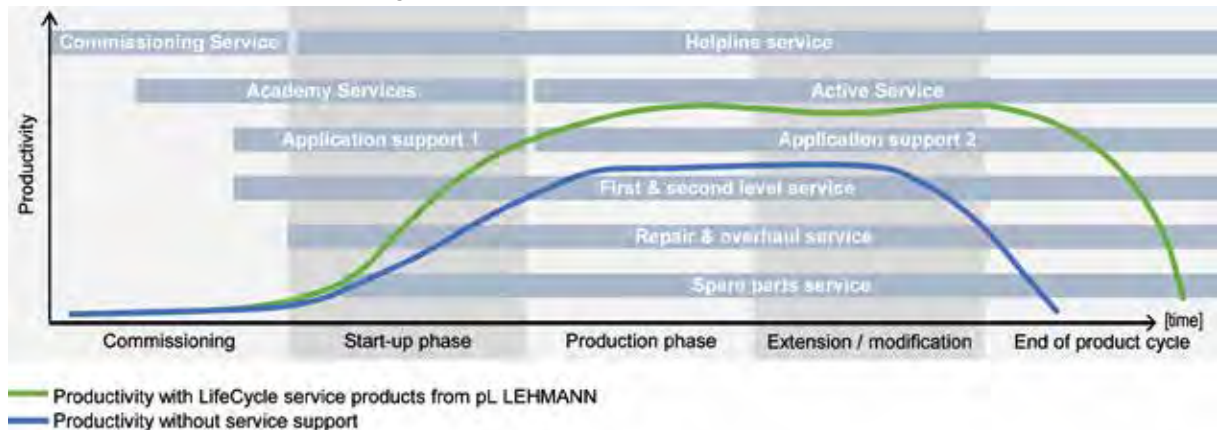 Commissioning Service Helpline service
Academy Services Active Service
Application support 1 Application support 2
First & second level service
Repair & overhaul service
Spare parts service
Productivity
[time]
Commissioning Start-up phase Production phase Extension / modification End of product cycle
Productivity with LifeCycle service products from pL LEHMANN
Productivity without service support